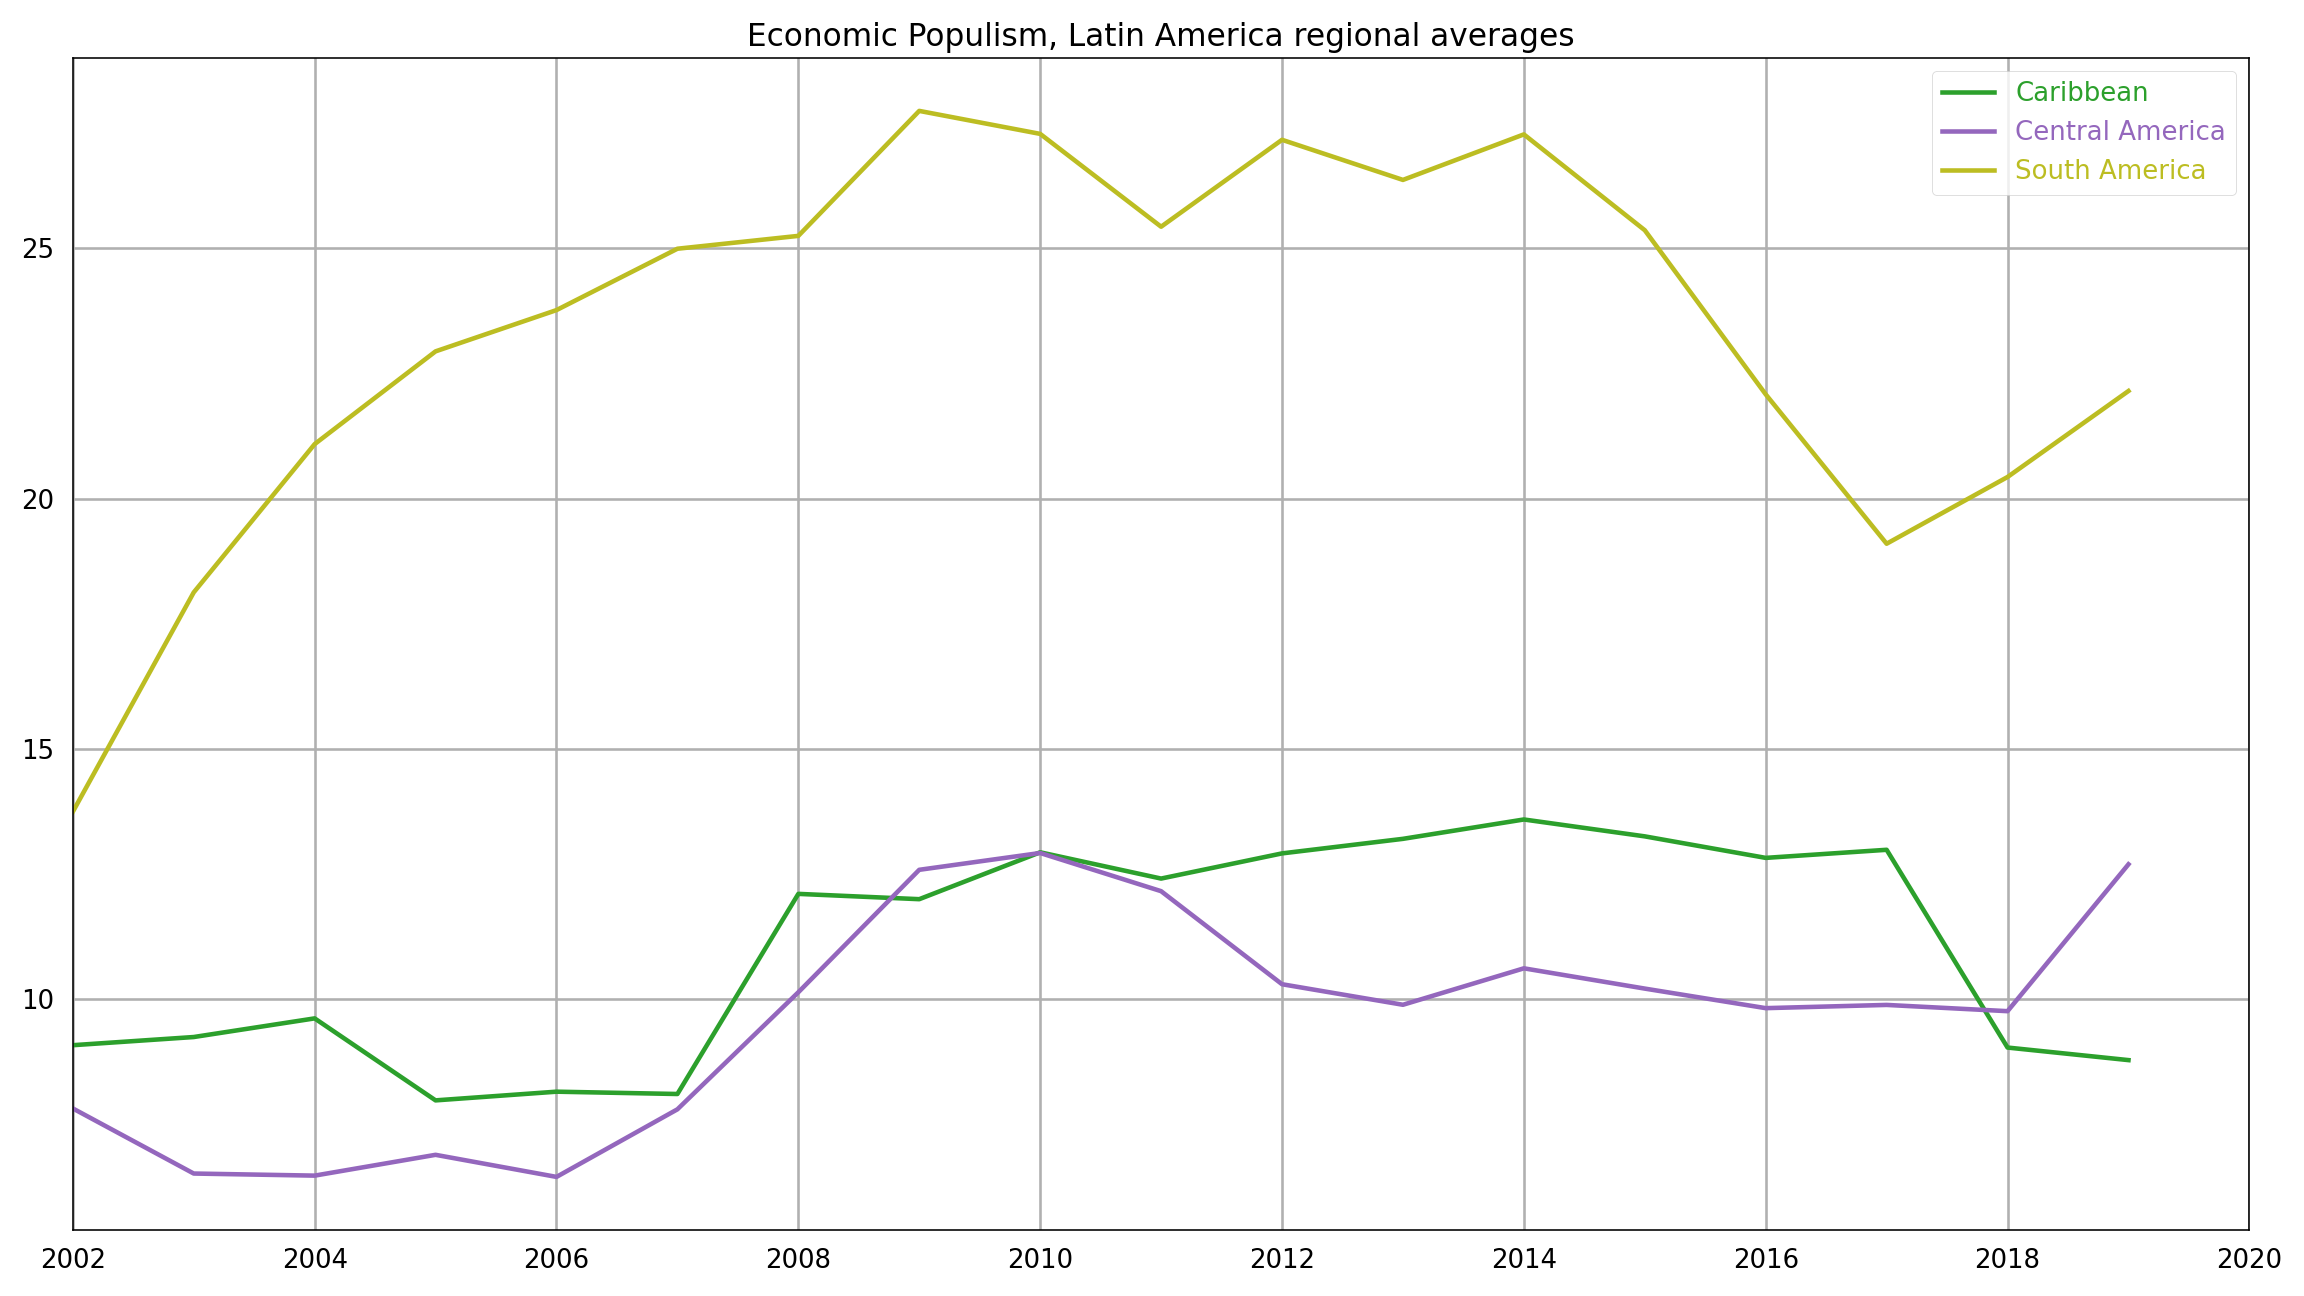 Economic Populism, Latin America regional averages
Caribbean
Central America
South America
25
20
15
10
2002 2004 2006 2008 2010 2012 2014 2016 2018 2020